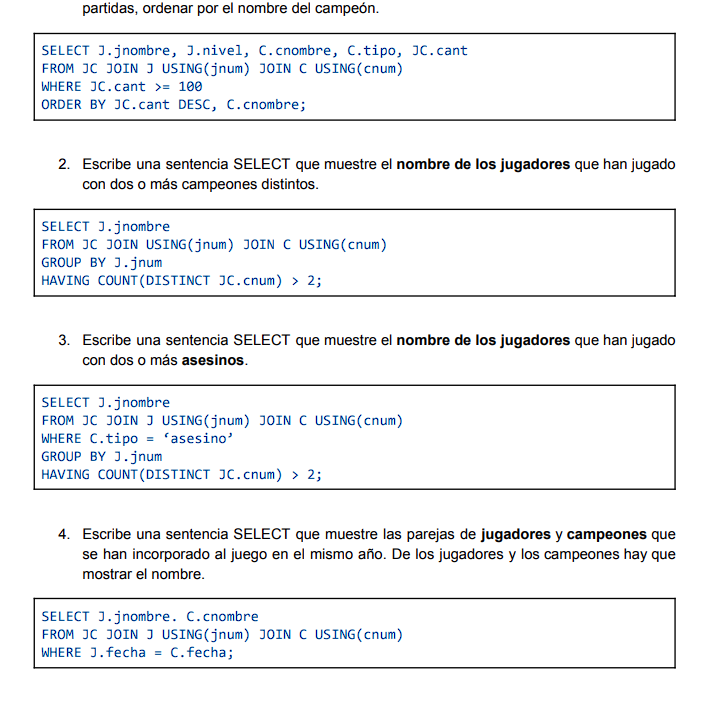 partidas, ordenar por el nombre del campeón.
SELECT J.jnombre, J.nivel, C.cnombre, C.tipo, JC.cant
FROM JC JOIN J USING(jnum) JOIN C USING(cnum)
WHERE JC.cant >= 100
ORDER BY JC.cant DESC, C.cnombre;
2. Escribe una sentencia SELECT que muestre el nombre de los jugadores que han jugado
con dos o más campeones distintos.
SELECT J.jnombre
FROM JC JOIN USING(jnum) JOIN C USING(cnum)
GROUP BY J.jnum
HAVING COUNT(DISTINCT JC.cnum) > 2;
3. Escribe una sentencia SELECT que muestre el nombre de los jugadores que han jugado
con dos o más asesinos.
SELECT J.jnombre
FROM JC JOIN J USING(jnum) JOIN C USING(cnum)
WHERE C.tipo = ‘asesino’
GROUP BY J.jnum
HAVING COUNT(DISTINCT JC.cnum) > 2;
4. Escribe una sentencia SELECT que muestre las parejas de jugadores y campeones que
se han incorporado al juego en el mismo año. De los jugadores y los campeones hay que
mostrar el nombre.
SELECT J.jnombre. C.cnombre
FROM JC JOIN J USING(jnum) JOIN C USING(cnum)
WHERE J.fecha = C.fecha;